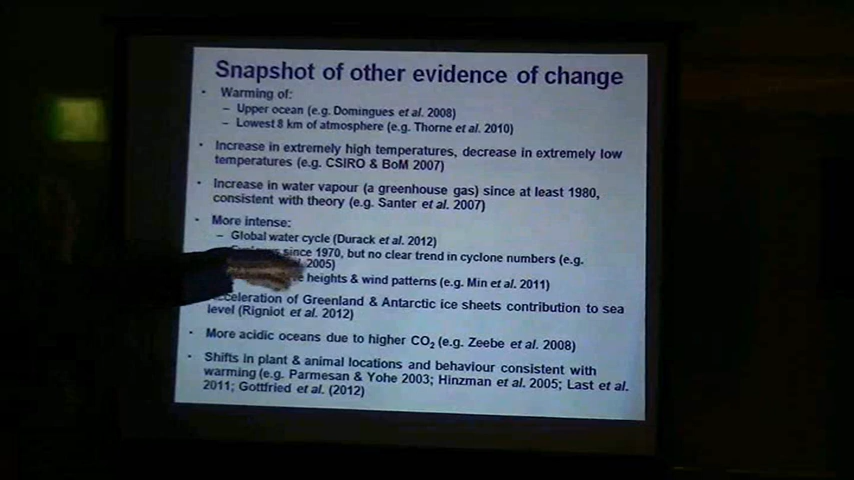 Snapshot of other evidence of change
• Warming of:
– Upper ocean (e.g. Domingues et al. 2008)
– Lowest 8 km of atmosphere (e.g. Thorne et al. 2010)
• Increase in extremely high temperatures, decrease in extremely low
temperatures (e.g. CSIRO & BoM 2007)
• Increase in water vapour (a greenhouse gas) since at least 1980,
consistent with theory (e.g. Santer et al. 2007)
• More intense:
– Global water cycle (Durack et al. 2012)
since 1970, but no clear trend in cyclone numbers (e.g.
2005)
heights & wind patterns (e.g. Min et al. 2011)
of Greenland & Antarctic ice sheets contribution to sea
level (Rigniot et al. 2012)
• More acidic oceans due to higher CO2 (e.g. Zeebe et al. 2008)
• Shifts in plant & animal locations and behaviour consistent with
warming (e.g. Parmesan & Yohe 2003; Hinzman et al. 2005; Last et al.
2011; Gottfried et al. (2012)